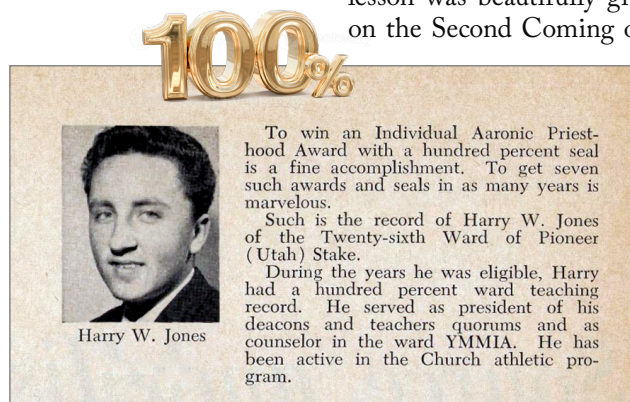 lesson was beautifully
on the Second Coming
100%
To win an Individual Aaronic Priest-
hood Award with a hundred percent seal
is a fine accomplishment. To get seven
such awards and seals in as many years is
marvelous.
Such is the record of Harry W. Jones
of the Twenty-sixth Ward of Pioneer
(Utah) Stake.
During the years he was eligible, Harry
had a hundred percent ward teaching
record. He served as president of his
deacons and teachers quorums and as
counselor in the ward YMMIA. He has
been active in the Church athletic pro-
gram.
Harry W. Jones